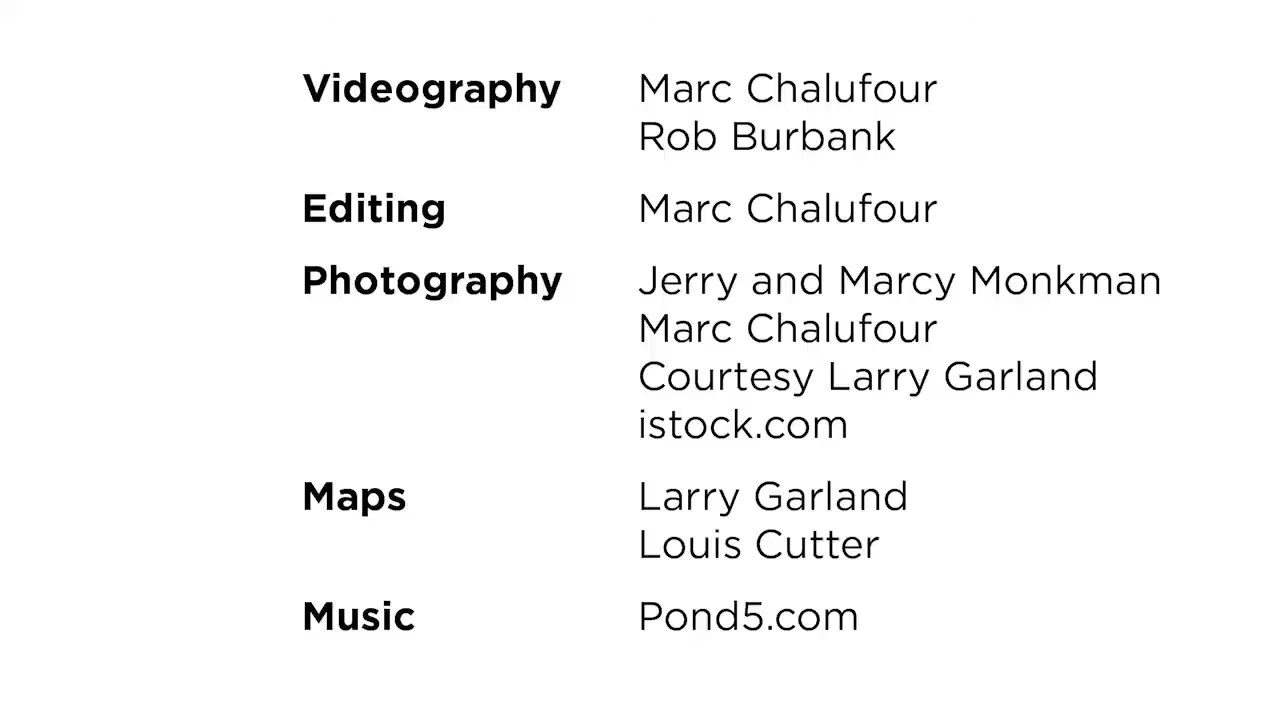 Videography Marc Chalufour
Rob Burbank
Editing Marc Chalufour
Photography Jerry and Marcy Monkman
Marc Chalufour
Courtesy Larry Garland
istock.com
Maps Larry Garland
Louis Cutter
Music Pond5.com